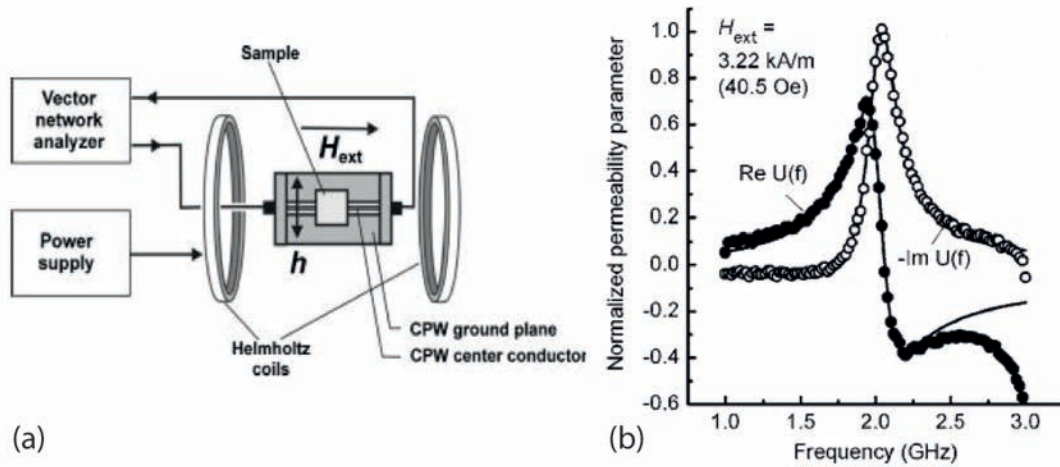 Sample
Vector
network
analyzer
H_ext
Power
supply
h
CPW ground plane
CPW center conductor
Helmholtz
coils
(a)
Normalized permeability parameter
1.0
0.8
0.6
0.4
0.2
0.0
-0.2
-0.4
-0.6
H_ext =
3.22 kA/m
(40.5 Oe)
Re U(f)
-Im U(f)
1.0 1.5 2.0 2.5 3.0
Frequency (GHz)
(b)